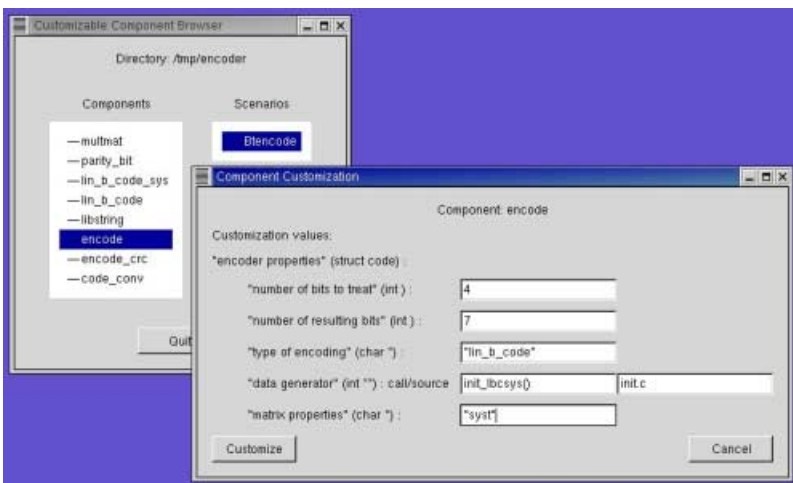 Customizable Component Browser
Directory: /tmp/encoder
Components Scenarios
multmat
parity_bit
lin_b_code_sys
lin_b_code
libstring
encode
encode_crc
code_conv
Btencode
Quit
Component Customization
Component: encode
Customization values:
"encoder properties" (struct code) :
"number of bits to treat" (int ) : 4
"number of resulting bits" (int ) : 7
"type of encoding" (char *) : "lin_b_code"
"data generator" (int **) : call/source init_lbcsys() init.c
"matrix properties" (char *) : "syst"
Customize Cancel